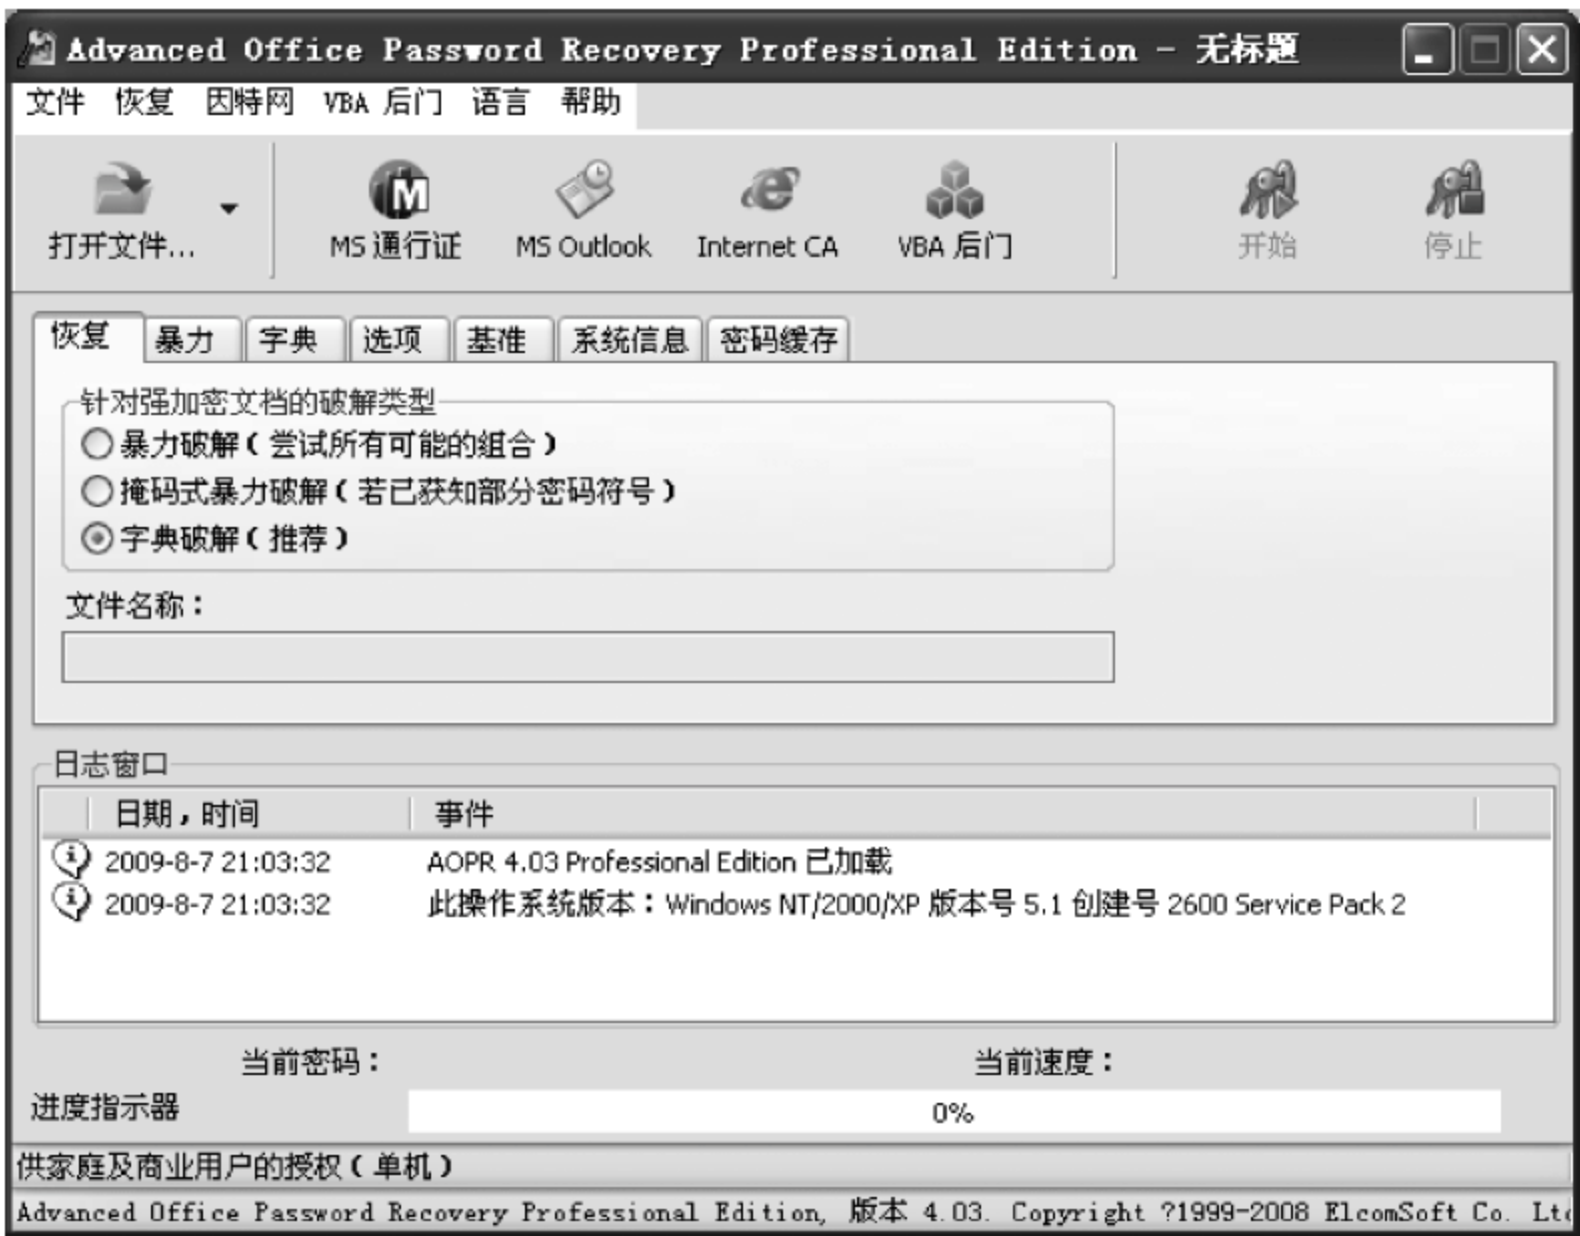 Advanced Office Password Recovery Professional Edition - 无标题
文件 恢复 因特网 VBA 后门 语言 帮助
打开文件... MS 通行证 MS Outlook Internet CA VBA 后门 开始 停止
恢复 暴力 字典 选项 基准 系统信息 密码缓存
针对强加密文档的破解类型
暴力破解(尝试所有可能的组合)
掩码式暴力破解(若已获知部分密码符号)
字典破解(推荐)
文件名称:
日志窗口
日期,时间 事件
2009-8-7 21:03:32 AOPR 4.03 Professional Edition 已加载
2009-8-7 21:03:32 此操作系统版本:Windows NT/2000/XP 版本号 5.1 创建号 2600 Service Pack 2
当前密码: 当前速度:
进度指示器 0%
供家庭及商业用户的授权(单机)
Advanced Office Password Recovery Professional Edition, 版本 4.03. Copyright ?1999-2008 ElcomSoft Co.